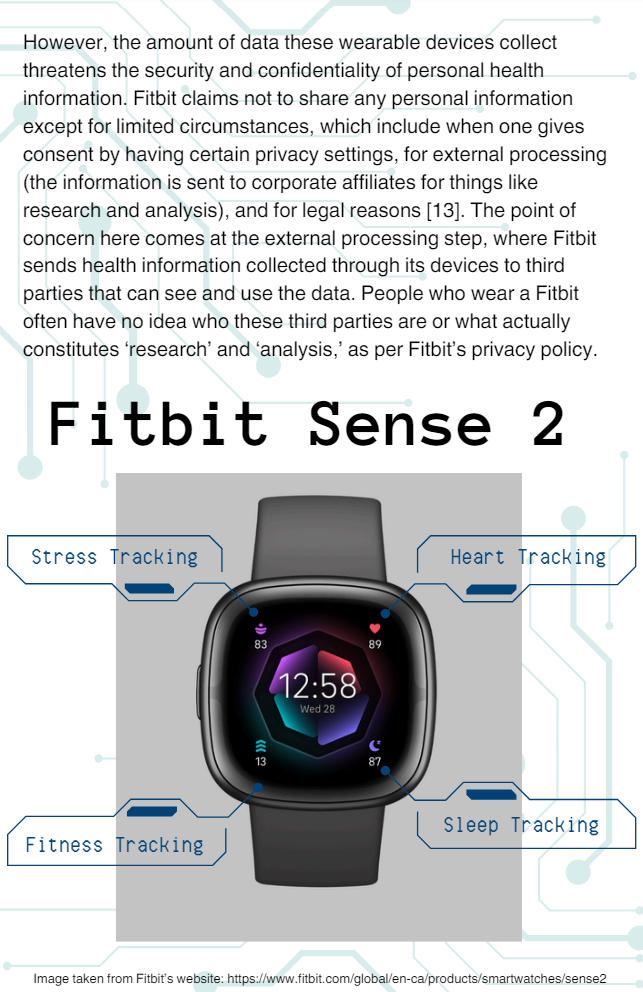 However, the amount of data these wearable devices collect
threatens the security and confidentiality of personal health
information. Fitbit claims not to share any personal information
except for limited circumstances, which include when one gives
consent by having certain privacy settings, for external processing
(the information is sent to corporate affiliates for things like
research and analysis), and for legal reasons [13]. The point of
concern here comes at the external processing step, where Fitbit
sends health information collected through its devices to third
parties that can see and use the data. People who wear a Fitbit
often have no idea who these third parties are or what actually
constitutes ‘research’ and ‘analysis,’ as per Fitbit’s privacy policy.
Fitbit Sense 2
Stress Tracking
Heart Tracking
83
89
12:58
Wed 28
13
87
Fitness Tracking
Sleep Tracking
Image taken from Fitbit’s website: https://www.fitbit.com/global/en-ca/products/smartwatches/sense2